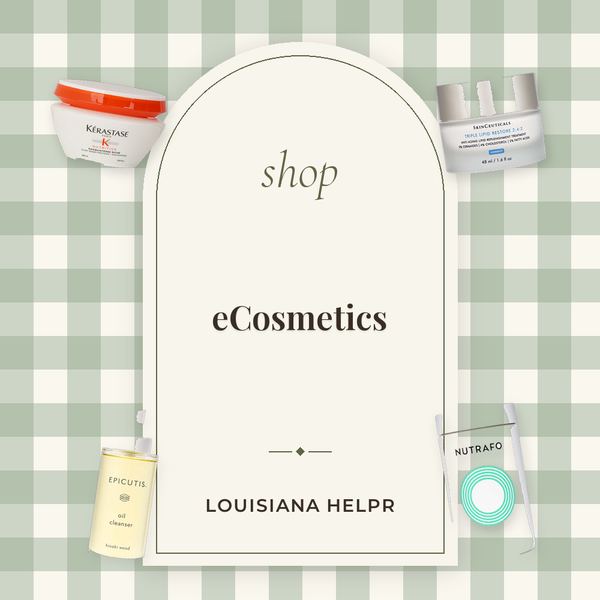 shop
eCosmetics
LOUISIANA HELPR
KÉRASTASE
K
SKINCEUTICALS
TRIPLE LIPID RESTORE 2:4:2
48 ml / 1.6 fl oz
EPICUTIS.
oil
cleanser
NUTRAFO